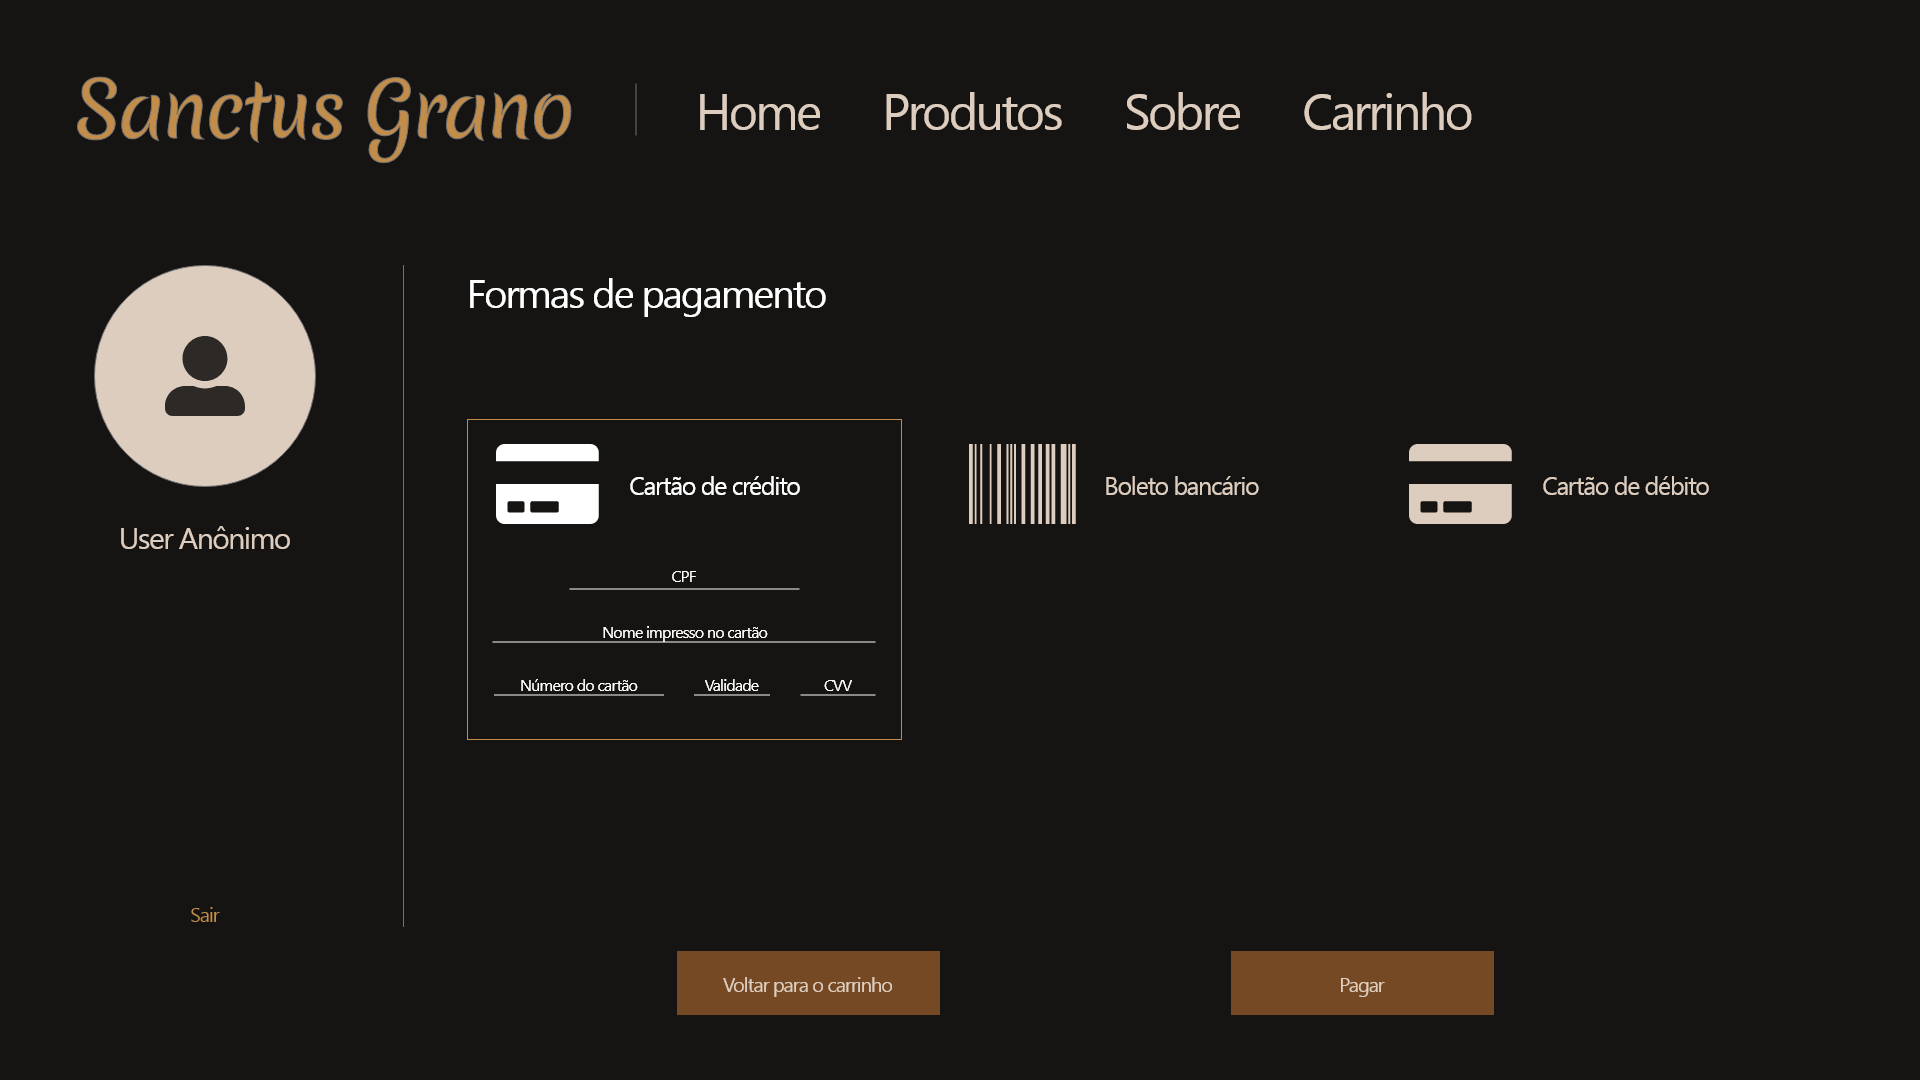 Sanctus Grano
Home Produtos Sobre Carrinho
User Anônimo
Sair
Formas de pagamento
Cartão de crédito
CPF
Nome impresso no cartão
Número do cartão Validade CVV
Boleto bancário
Cartão de débito
Voltar para o carrinho
Pagar